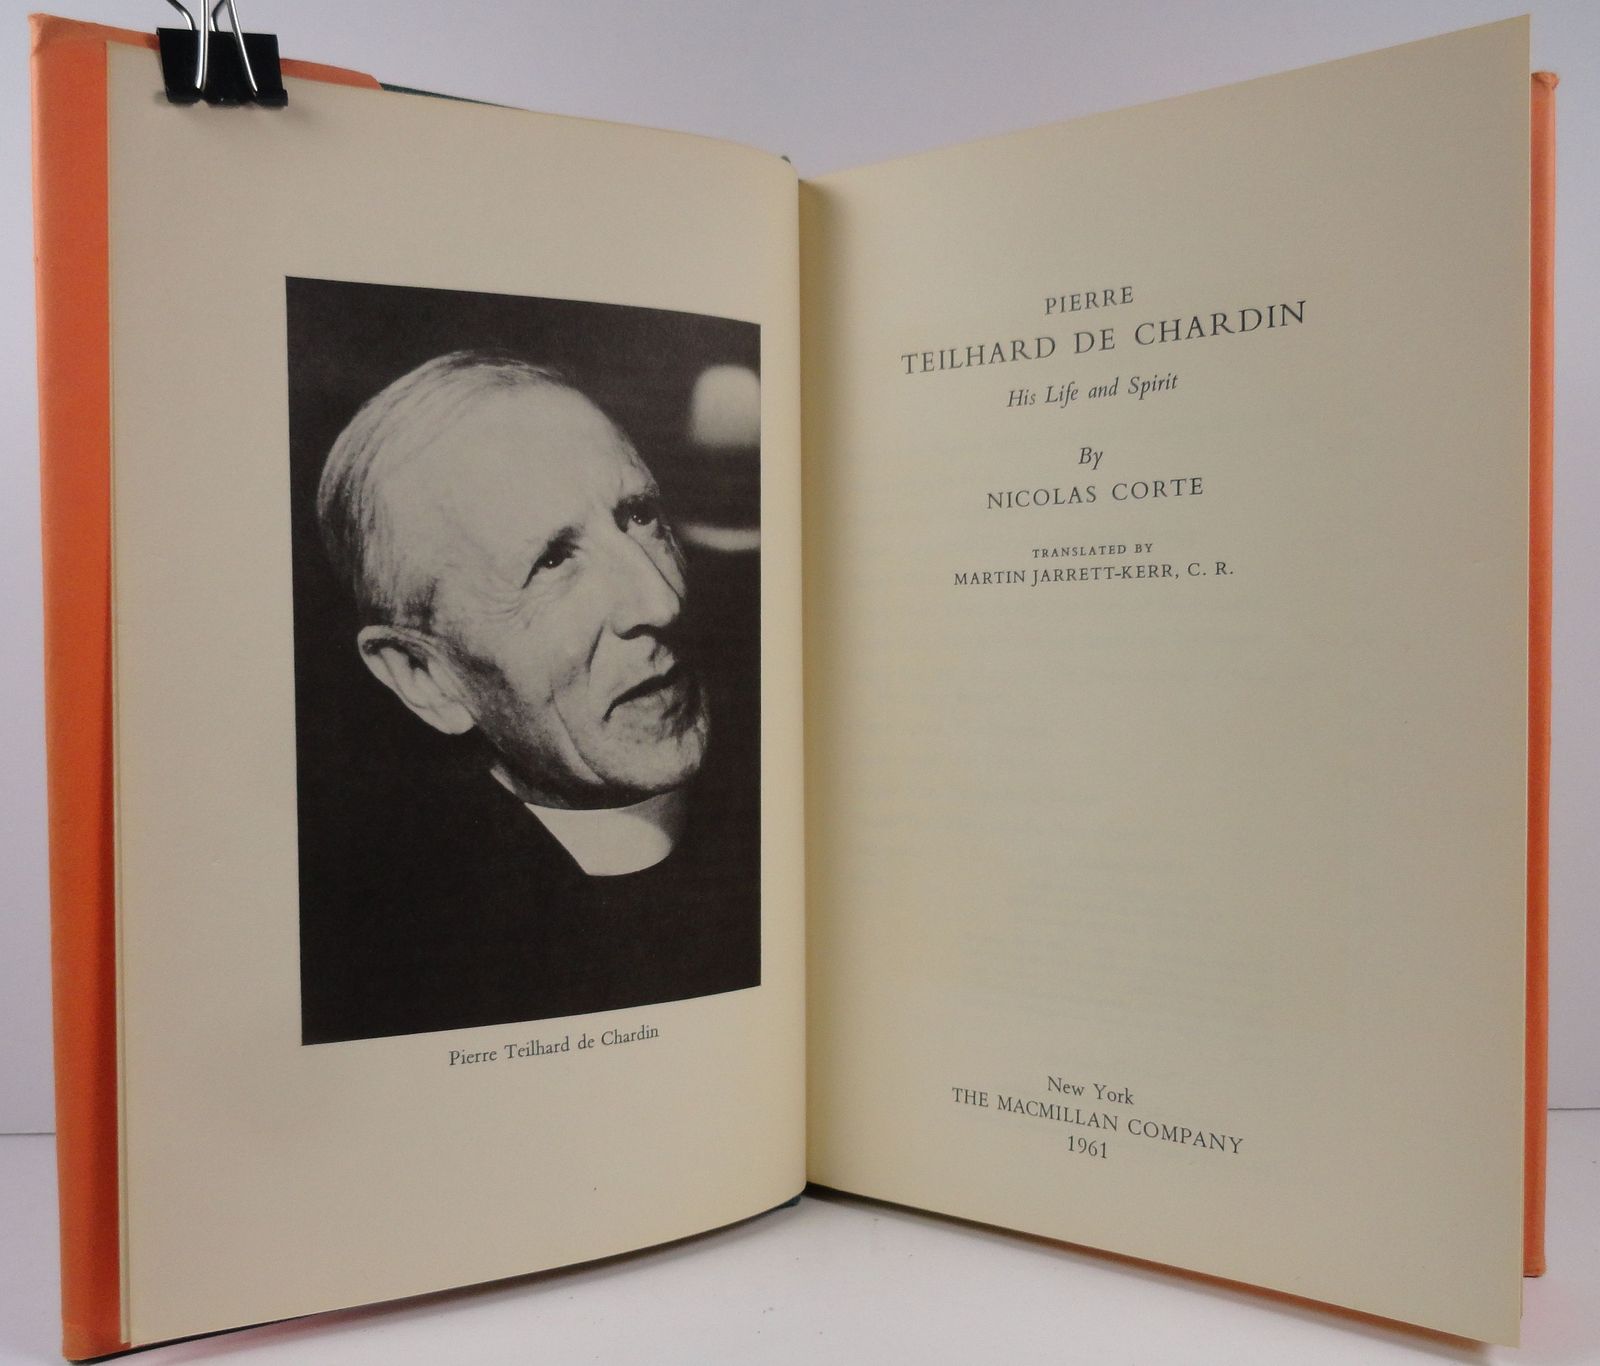 Pierre Teilhard de Chardin
PIERRE
TEILHARD DE CHARDIN
His Life and Spirit
By
NICOLAS CORTE
TRANSLATED BY
MARTIN JARRETT-KERR, C. R.
New York
THE MACMILLAN COMPANY
1961